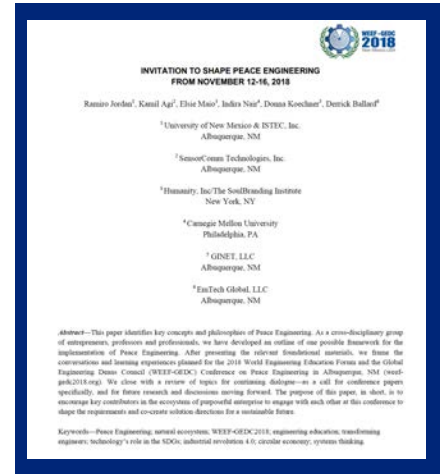 WEEF-GEDC
2018
INVITATION TO SHAPE PEACE ENGINEERING
FROM NOVEMBER 12-16, 2018
Ramiro Jordan¹, Kamil Agi², Elsie Maio³, Indira Nair⁴, Donna Koechner⁵, Derrick Ballard⁶
¹ University of New Mexico & ISTEC, Inc.
Albuquerque, NM
² SensorComm Technologies, Inc.
Albuquerque, NM
³ Humanity, Inc/The SoulBranding Institute
New York, NY
⁴ Carnegie Mellon University
Philadelphia, PA
⁵ GINET, LLC
Albuquerque, NM
⁶ EmTech Global, LLC
Albuquerque, NM
Abstract—This paper identifies key concepts and philosophies of Peace Engineering. As a cross-disciplinary group
of entrepreneurs, professors and professionals, we have developed an outline of one possible framework for the
implementation of Peace Engineering. After presenting the relevant foundational materials, we frame the
conversations and learning experiences planned for the 2018 World Engineering Education Forum and the Global
Engineering Deans Council (WEEF-GEDC) Conference on Peace Engineering in Albuquerque, NM (weef-
gedc2018.org). We close with a review of topics for continuing dialogue—as a call for conference papers
specifically, and for future research and discussions moving forward. The purpose of this paper, in short, is to
encourage key contributors in the ecosystem of purposeful enterprise to engage with each other at this conference to
shape the requirements and co-create solution directions for a sustainable future.
Keywords—Peace Engineering; natural ecosystem; WEEF-GEDC2018; engineering education; transforming
engineers; technology's role in the SDGs; industrial revolution 4.0; circular economy; systems thinking.